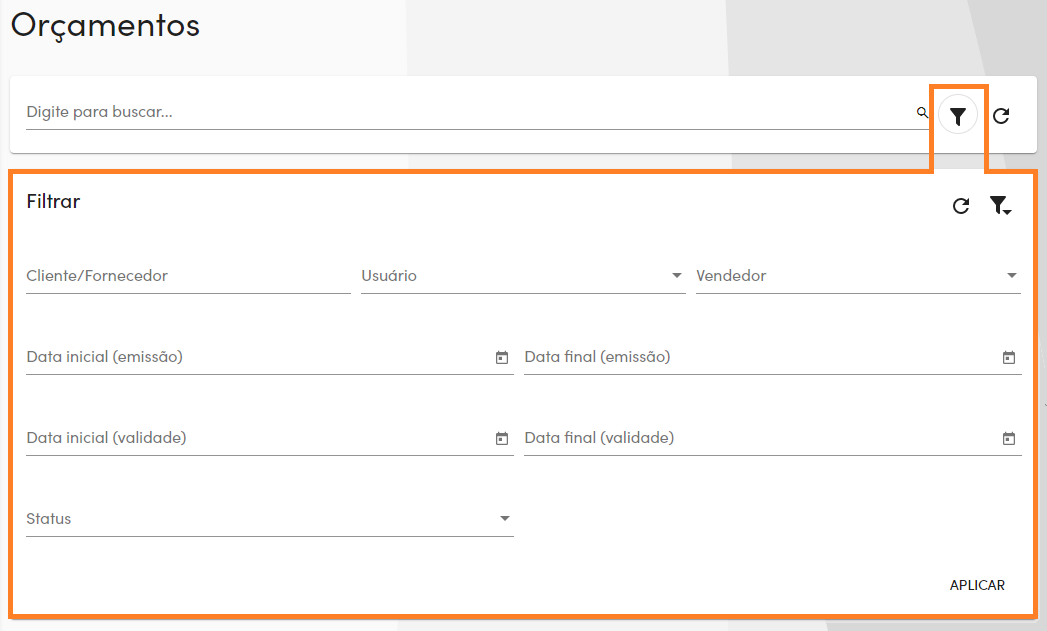 Orçamentos
Digite para buscar...
Filtrar
Cliente/Fornecedor Usuário Vendedor
Data inicial (emissão) Data final (emissão)
Data inicial (validade) Data final (validade)
Status
APLICAR